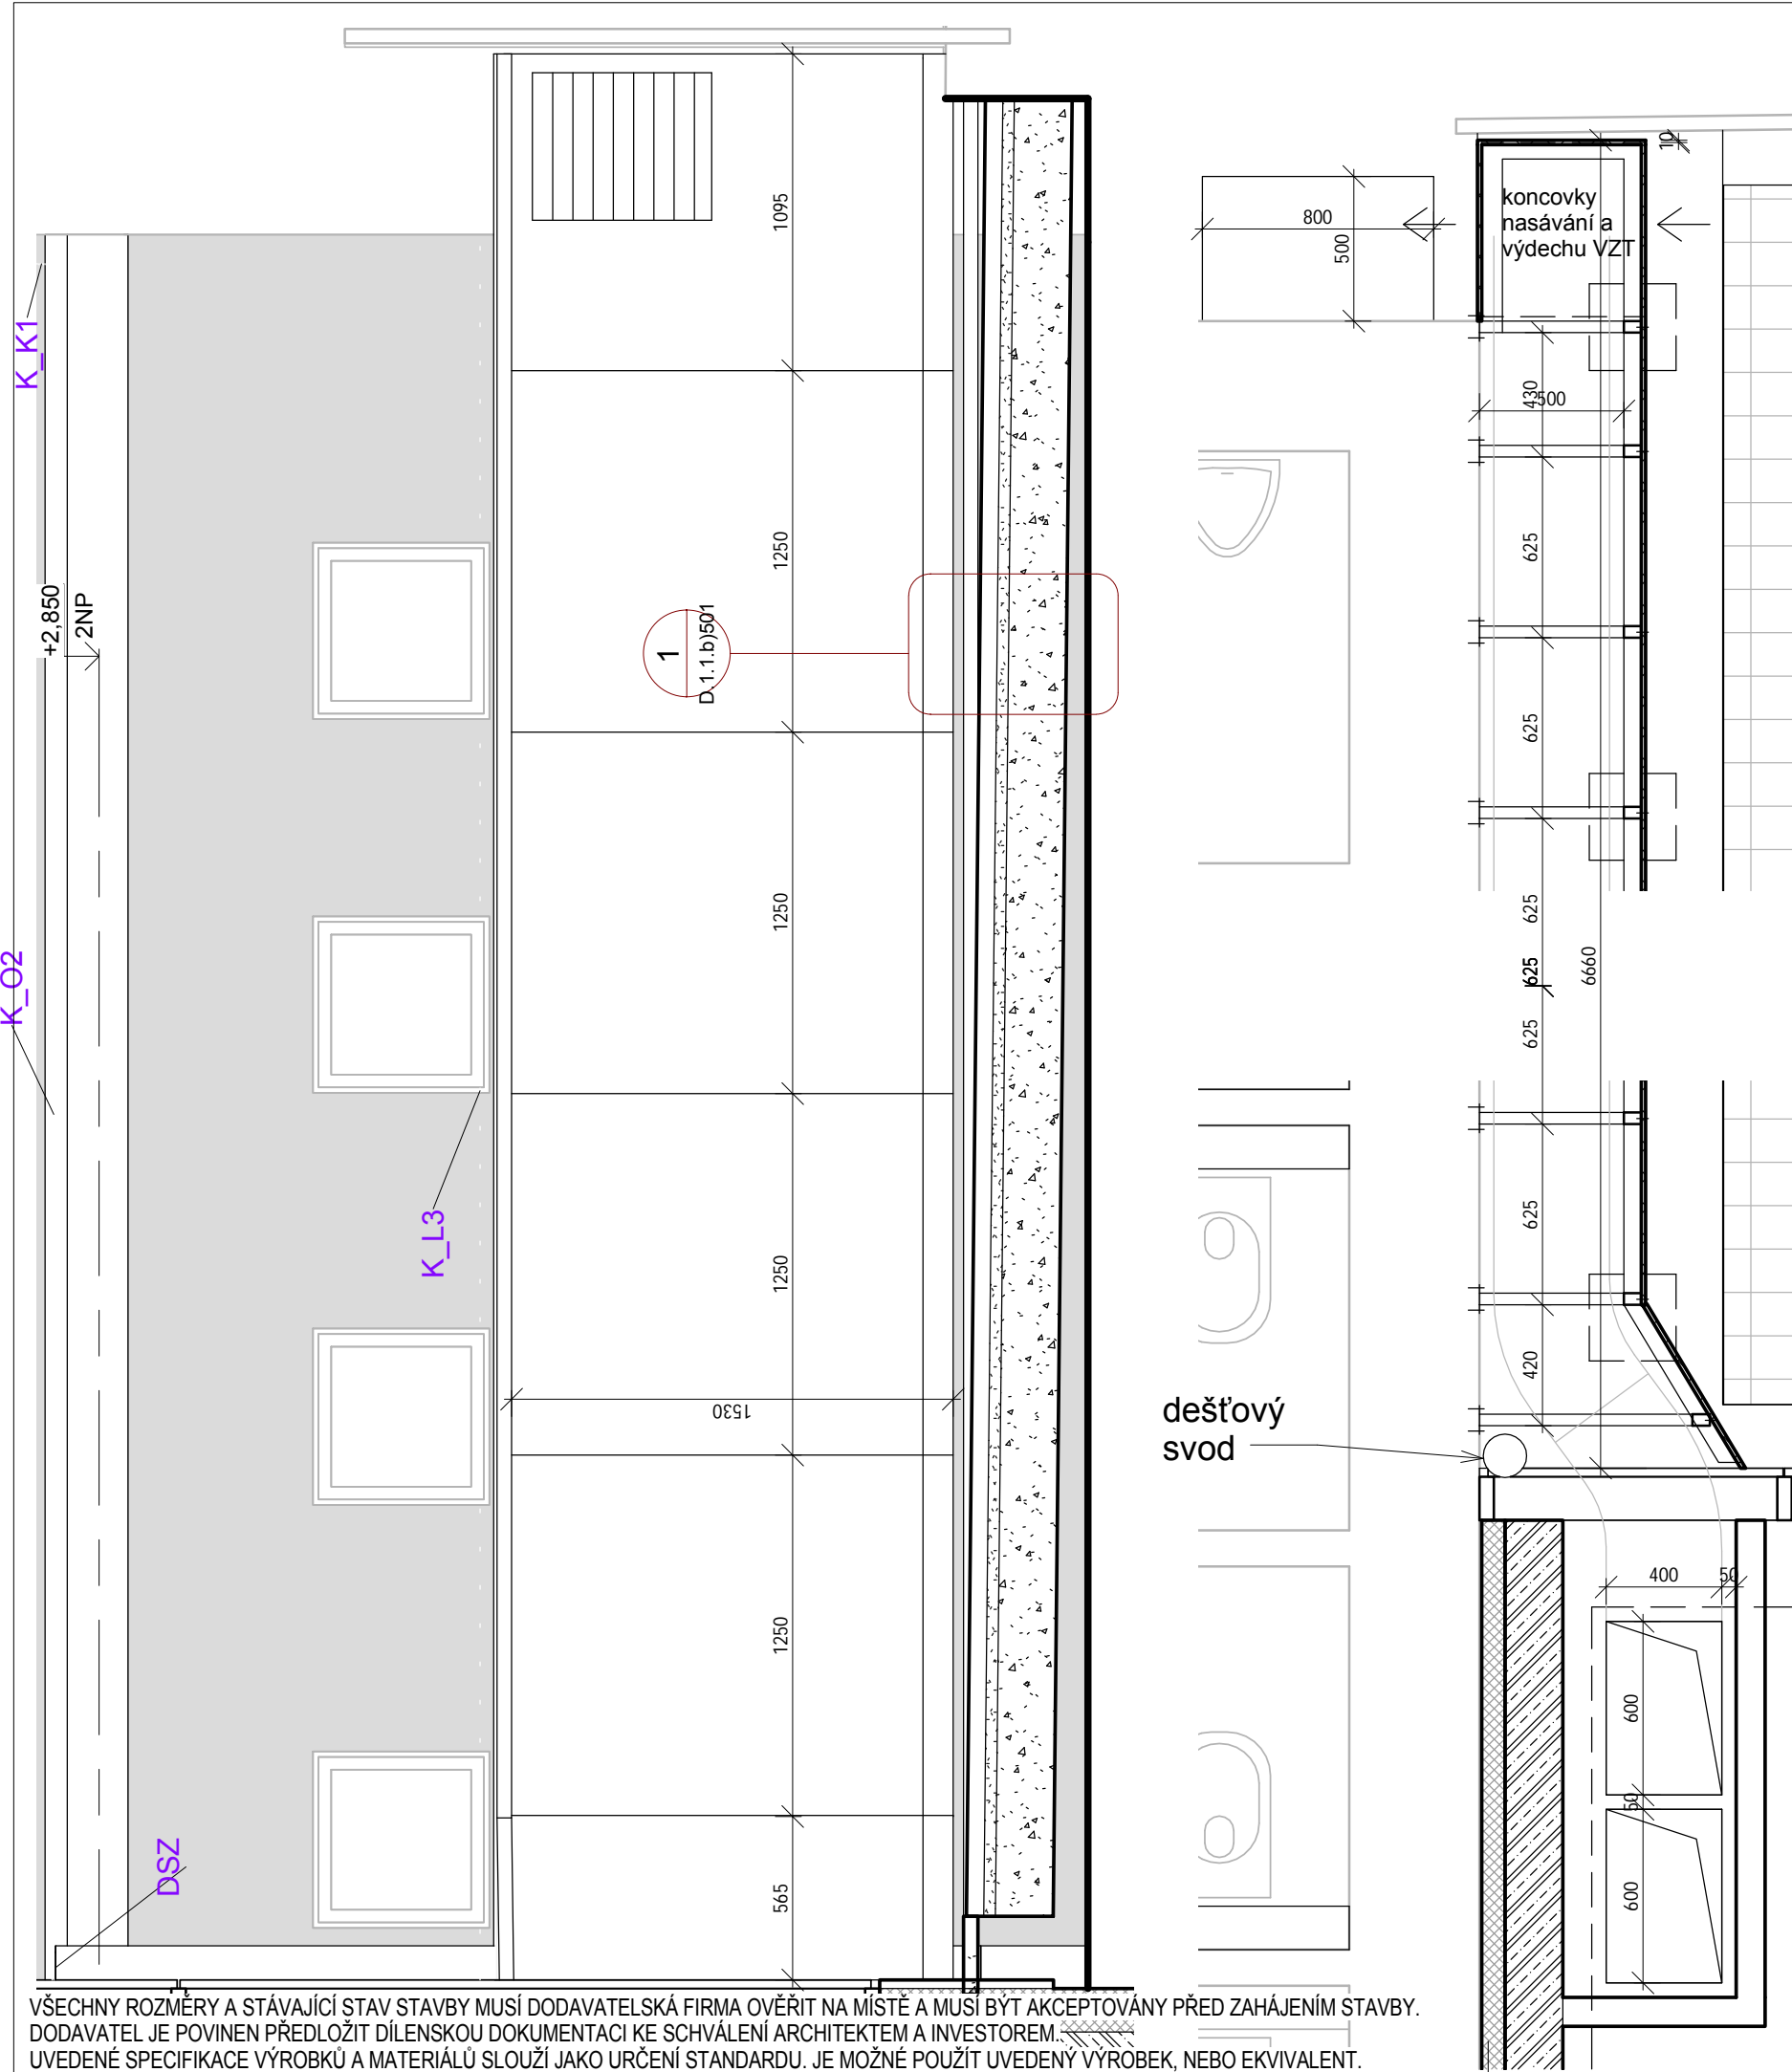 10
koncovky
nasávání a
výdechu VZT
800
500
1095
K_K1
430
500
1250
625
+2,850
2NP
1
D.1.1.b)501
625
1250
625
625
6660
K_O2
625
K_L3
1250
625
420
1530
dešťový
svod
400
50
1250
600
50
DSZ
565
600
VŠECHNY ROZMĚRY A STÁVAJÍCÍ STAV STAVBY MUSÍ DODAVATELSKÁ FIRMA OVĚŘIT NA MÍSTĚ A MUSÍ BÝT AKCEPTOVÁNY PŘED ZAHÁJENÍM STAVBY.
DODAVATEL JE POVINEN PŘEDLOŽIT DÍLENSKOU DOKUMENTACI KE SCHVÁLENÍ ARCHITEKTEM A INVESTOREM.
UVEDENÉ SPECIFIKACE VÝROBKŮ A MATERIÁLŮ SLOUŽÍ JAKO URČENÍ STANDARDU. JE MOŽNÉ POUŽÍT UVEDENÝ VÝROBEK, NEBO EKVIVALENT.